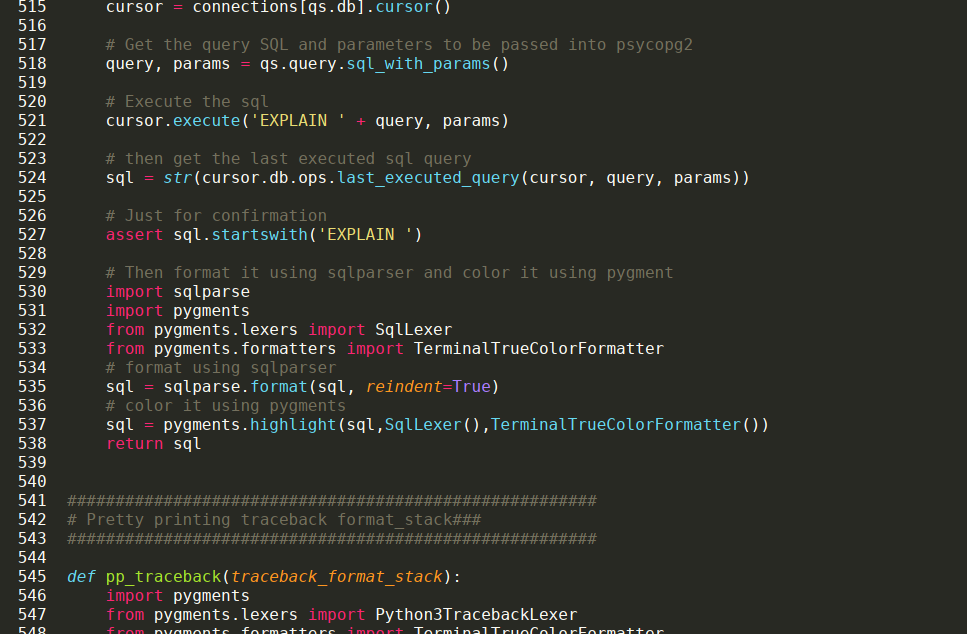 515 cursor = connections[qs.db].cursor()
516
517 # Get the query SQL and parameters to be passed into psycopg2
518 query, params = qs.query.sql_with_params()
519
520 # Execute the sql
521 cursor.execute('EXPLAIN ' + query, params)
522
523 # then get the last executed sql query
524 sql = str(cursor.db.ops.last_executed_query(cursor, query, params))
525
526 # Just for confirmation
527 assert sql.startswith('EXPLAIN ')
528
529 # Then format it using sqlparser and color it using pygment
530 import sqlparse
531 import pygments
532 from pygments.lexers import SqlLexer
533 from pygments.formatters import TerminalTrueColorFormatter
534 # format using sqlparser
535 sql = sqlparse.format(sql, reindent=True)
536 # color it using pygments
537 sql = pygments.highlight(sql,SqlLexer(),TerminalTrueColorFormatter())
538 return sql
539
540
541 #######################################################
542 # Pretty printing traceback format_stack###
543 #######################################################
544
545 def pp_traceback(traceback_format_stack):
546 import pygments
547 from pygments.lexers import Python3TracebackLexer
548 from pygments.formatters import TerminalTrueColorFormatter